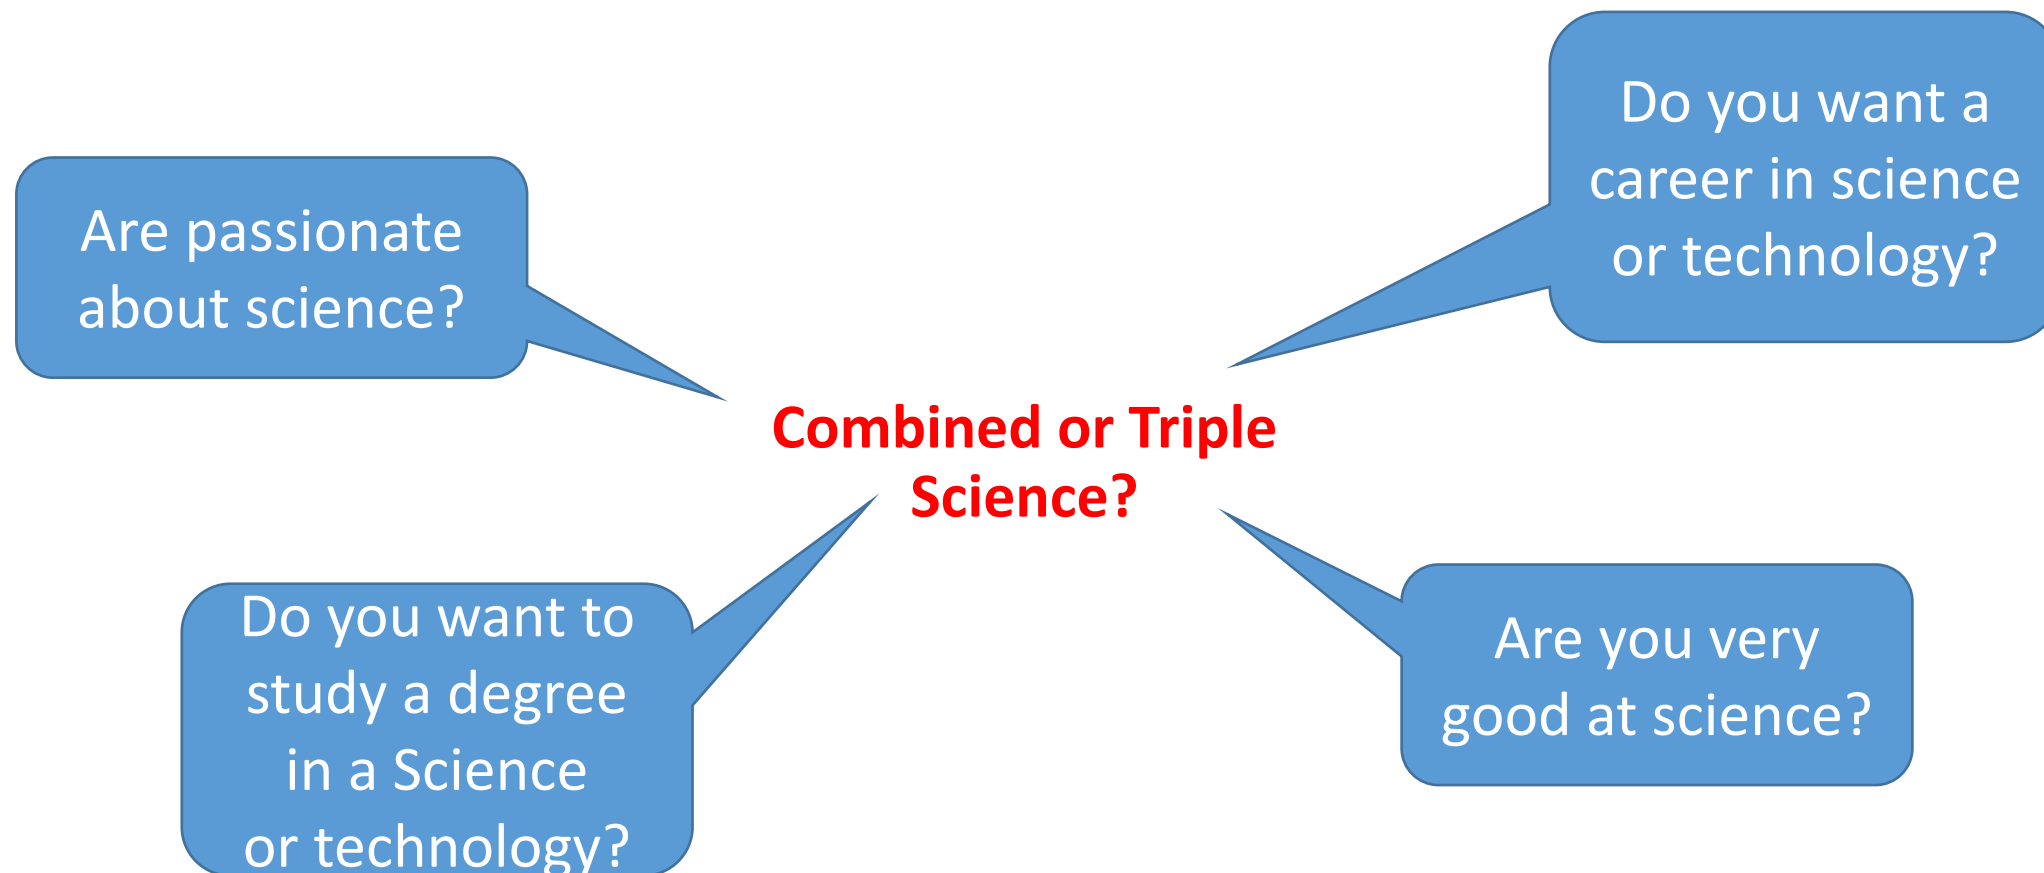 Do you want a
career in science
or technology?
Are passionate
about science?
Combined or Triple
Science?
Do you want to
study a degree
in a Science
or technology?
Are you very
good at science?